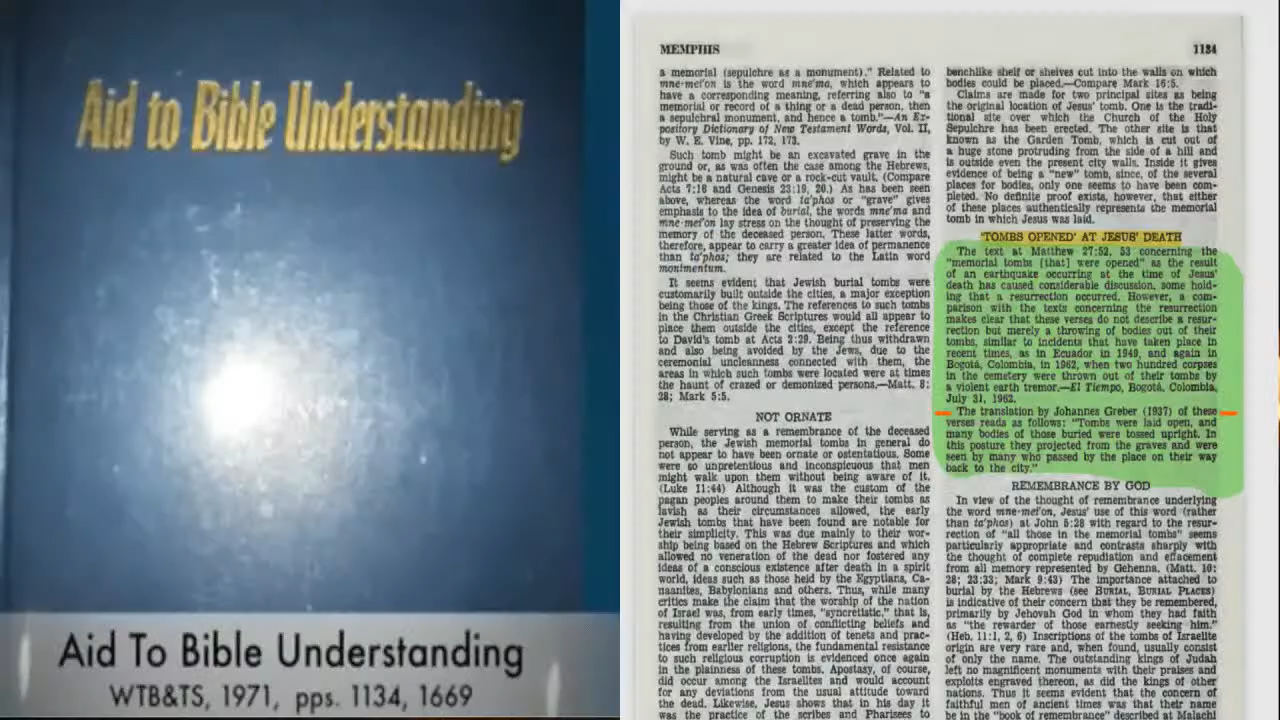 Aid to Bible Understanding
Aid To Bible Understanding
WTB&TS, 1971, pps. 1134, 1669
MEMPHIS
1134
a memorial (sepulchre as a monument)." Related to
mne·mei'on is the word mne'ma, which appears to
have a corresponding meaning, referring also to "a
memorial or record of a thing or a dead person, then
a sepulchral monument, and hence a tomb."—An Ex-
pository Dictionary of New Testament Words, Vol. II,
by W. E. Vine, pp. 172, 173.
Such tomb might be an excavated grave in the
ground or, as was often the case among the Hebrews,
might be a natural cave or a rock-cut vault. (Compare
Acts 7:16 and Genesis 23:19, 20.) As has been seen
above, whereas the word ta'phos or "grave" gives
emphasis to the idea of burial, the words mne'ma and
mne·mei'on lay stress on the thought of preserving the
memory of the deceased person. These latter words,
therefore, appear to carry a greater idea of permanence
than ta'phos; they are related to the Latin word
monimentum.
It seems evident that Jewish burial tombs were
customarily built outside the cities, a major exception
being those of the kings. The references to such tombs
in the Christian Greek Scriptures would all appear to
place them outside the cities, except the reference
to David's tomb at Acts 2:29. Being thus withdrawn
and also being avoided by the Jews, due to the
ceremonial uncleanness connected with them, the
areas in which such tombs were located were at times
the haunt of crazed or demonized persons.—Matt. 8:
28; Mark 5:5.
NOT ORNATE
While serving as a remembrance of the deceased
person, the Jewish memorial tombs in general do
not appear to have been ornate or ostentatious. Some
were so unpretentious and inconspicuous that men
might walk upon them without being aware of it.
(Luke 11:44) Although it was the custom of the
pagan peoples around them to make their tombs as
lavish as their circumstances allowed, the early
Jewish tombs that have been found are notable for
their simplicity. This was due mainly to their wor-
ship being based on the Hebrew Scriptures and which
allowed no veneration of the dead nor fostered any
ideas of a conscious existence after death in a spirit
world, ideas such as those held by the Egyptians, Ca-
naanites, Babylonians and others. Thus, while many
critics make the claim that the worship of the nation
of Israel was, from early times, "syncretistic," that is,
resulting from the union of conflicting beliefs and
having developed by the addition of tenets and prac-
tices from earlier religions, the fundamental resistance
to such religious corruption is evidenced once again
in the plainness of these tombs. Apostasy, of course,
did occur among the Israelites and would account
for any deviations from the usual attitude toward
the dead. Likewise, Jesus shows that in his day it
was the practice of the scribes and Pharisees to
benchlike shelf or shelves cut into the walls on which
bodies could be placed.—Compare Mark 16:5.
Claims are made for two principal sites as being
the original location of Jesus' tomb. One is the tradi-
tional site over which the Church of the Holy
Sepulchre has been erected. The other site is that
known as the Garden Tomb, which is cut out of
a huge stone protruding from the side of a hill and
is outside even the present city walls. Inside it gives
evidence of being a "new" tomb, since, of the several
places for bodies, only one seems to have been com-
pleted. No definite proof exists, however, that either
of these places authentically represents the memorial
tomb in which Jesus was laid.
'TOMBS OPENED' AT JESUS' DEATH
The text at Matthew 27:52, 53 concerning the
"memorial tombs [that] were opened" as the result
of an earthquake occurring at the time of Jesus'
death has caused considerable discussion, some hold-
ing that a resurrection occurred. However, a com-
parison with the texts concerning the resurrection
makes clear that these verses do not describe a resur-
rection but merely a throwing of bodies out of their
tombs, similar to incidents that have taken place in
recent times, as in Ecuador in 1949, and again in
Bogotá, Colombia, in 1962, when two hundred corpses
in the cemetery were thrown out of their tombs by
a violent earth tremor.—El Tiempo, Bogotá, Colombia,
July 31, 1962.
The translation by Johannes Greber (1937) of these
verses reads as follows: "Tombs were laid open, and
many bodies of those buried were tossed upright. In
this posture they projected from the graves and were
seen by many who passed by the place on their way
back to the city."
REMEMBRANCE BY GOD
In view of the thought of remembrance underlying
the word mne·mei'on, Jesus' use of this word (rather
than ta'phos) at John 5:28 with regard to the resur-
rection of "all those in the memorial tombs" seems
particularly appropriate and contrasts sharply with
the thought of complete repudiation and effacement
from all memory represented by Gehenna. (Matt. 10:
28; 23:33; Mark 9:43) The importance attached to
burial by the Hebrews (see BURIAL, BURIAL PLACES)
is indicative of their concern that they be remembered,
primarily by Jehovah God in whom they had faith
as "the rewarder of those earnestly seeking him."
(Heb. 11:1, 2, 6) Inscriptions of the tombs of Israelite
origin are very rare and, when found, usually consist
of only the name. The outstanding kings of Judah
left no magnificent monuments with their praises and
exploits engraved thereon, as did the kings of other
nations. Thus it seems evident that the concern of
faithful men of ancient times was that their name
be in the "book of remembrance" described at Malachi